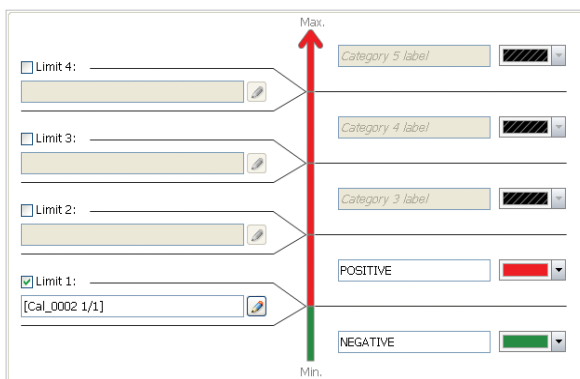 Max.
Category 5 label
Limit 4:
Category 4 label
Limit 3:
Category 3 label
Limit 2:
POSITIVE
Limit 1:
[Cal_0002 1/1]
NEGATIVE
Min.